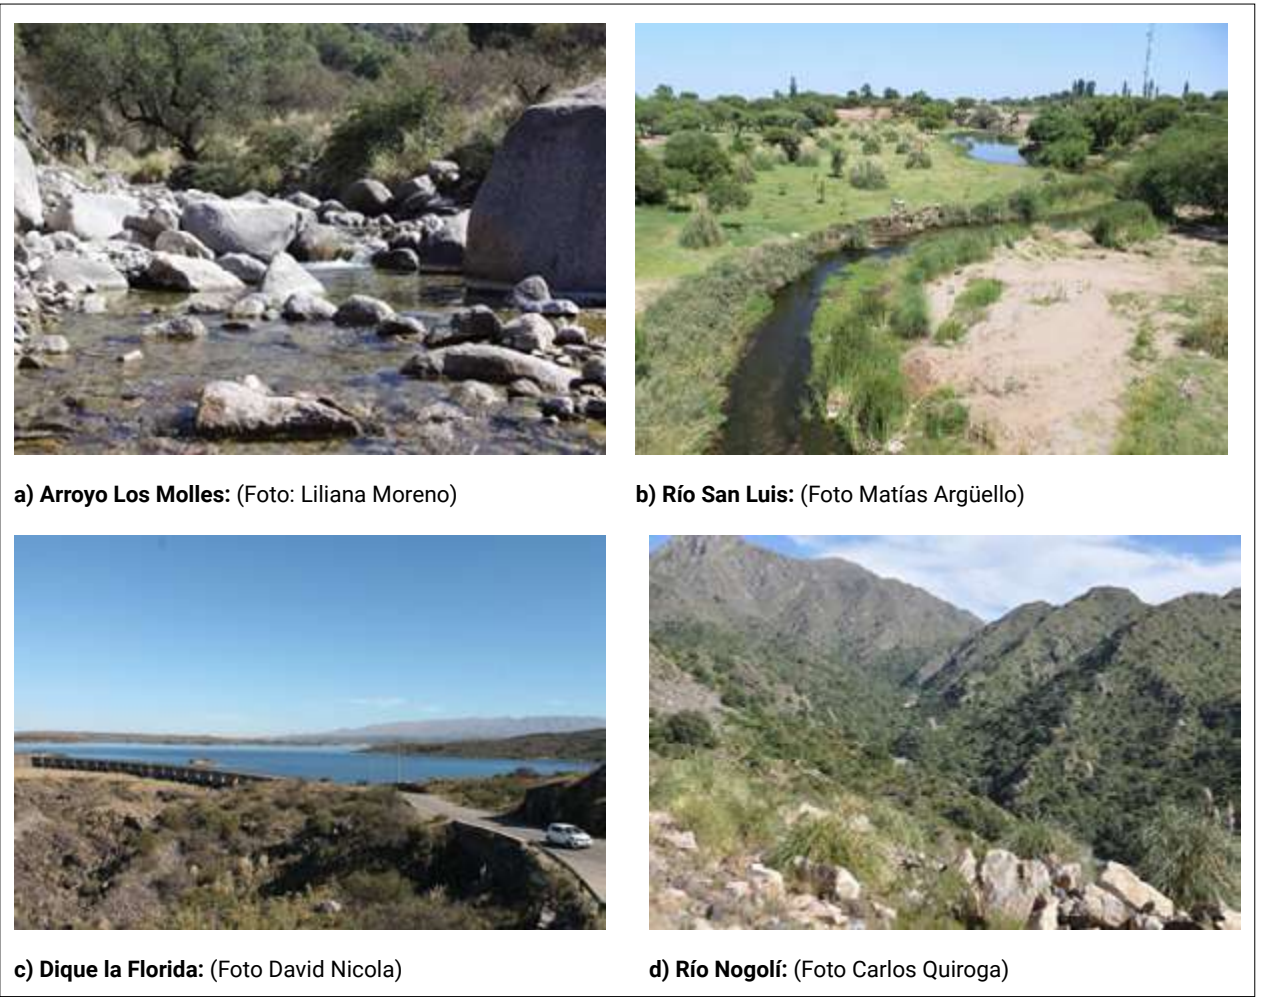 a) Arroyo Los Molles: (Foto: Liliana Moreno)
b) Río San Luis: (Foto Matías Argüello)
c) Dique la Florida: (Foto David Nicola)
d) Río Nogolí: (Foto Carlos Quiroga)